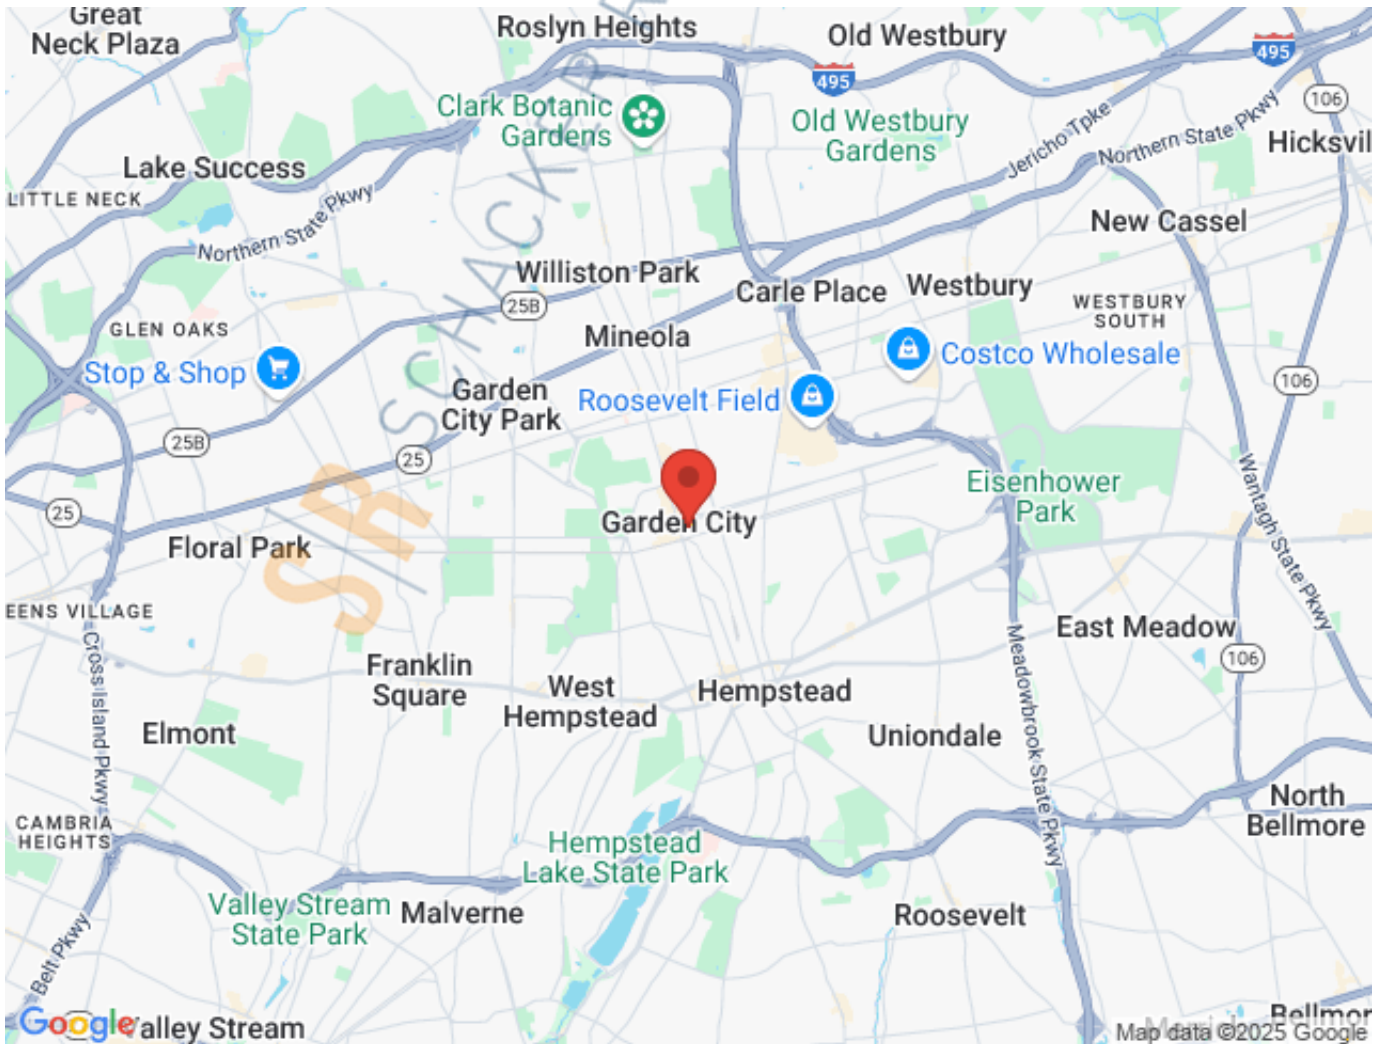 Great
Neck Plaza
Roslyn Heights
Old Westbury
495
495
106
Clark Botanic
Gardens
Old Westbury
Gardens
Jericho Tpke
Northern State Pkwy
Hicksvil
Lake Success
LITTLE NECK
Northern State Pkwy
New Cassel
Williston Park
Carle Place
Westbury
WESTBURY
SOUTH
25B
GLEN OAKS
Mineola
Costco Wholesale
Stop & Shop
Garden
City Park
Roosevelt Field
106
25B
25
25
Eisenhower
Park
Wantagh State Pkwy
Garden City
Floral Park
S/R
EENS VILLAGE
Cross Island Pkwy
East Meadow
106
Meadowbrook State Pkwy
Franklin
Square
West
Hempstead
Hempstead
Elmont
Uniondale
CAMBRIA
HEIGHTS
North
Bellmore
Hempstead
Lake State Park
Valley Stream
State Park
Malverne
Roosevelt
Belt Pkwy
Google
alley Stream
Bellmor
Map data ©2025 Google